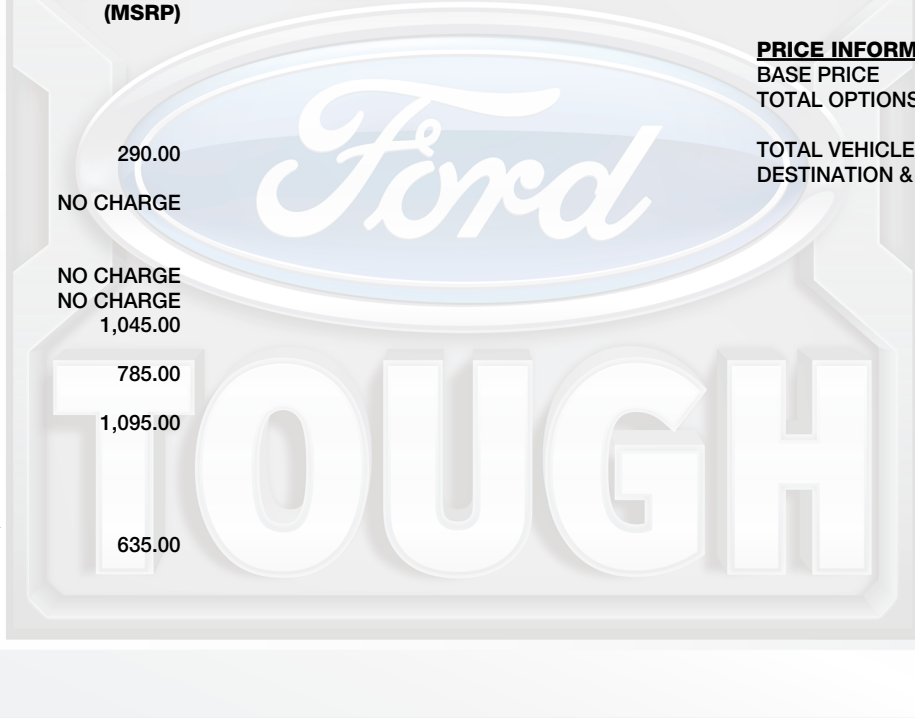 (MSRP)
290.00
NO CHARGE
NO CHARGE
NO CHARGE
1,045.00
785.00
1,095.00
635.00
PRICE INFORM
BASE PRICE
TOTAL OPTIONS
TOTAL VEHICLE
DESTINATION &
Ford
TOUGH